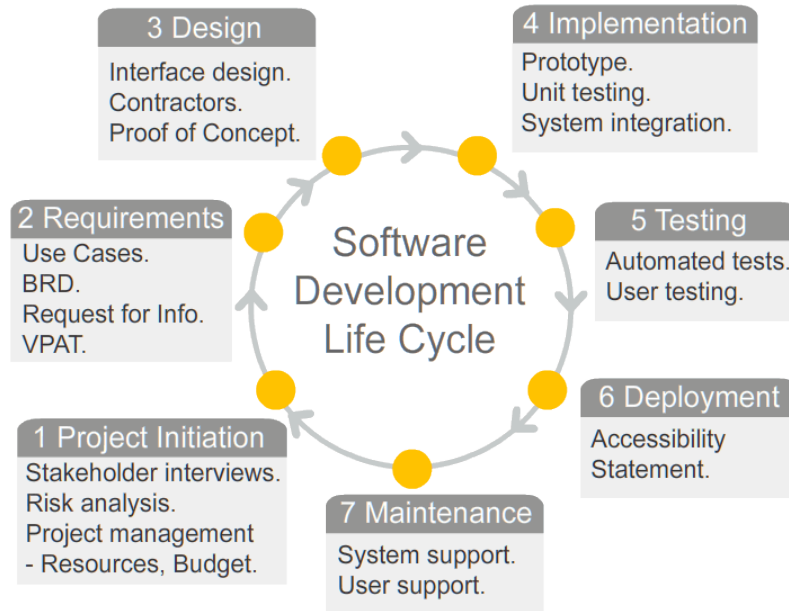 3 Design
Interface design.
Contractors.
Proof of Concept.
4 Implementation
Prototype.
Unit testing.
System integration.
2 Requirements
Use Cases.
BRD.
Request for Info.
VPAT.
Software
Development
Life Cycle
5 Testing
Automated tests.
User testing.
6 Deployment
Accessibility
Statement.
1 Project Initiation
Stakeholder interviews.
Risk analysis.
Project management
- Resources, Budget.
7 Maintenance
System support.
User support.